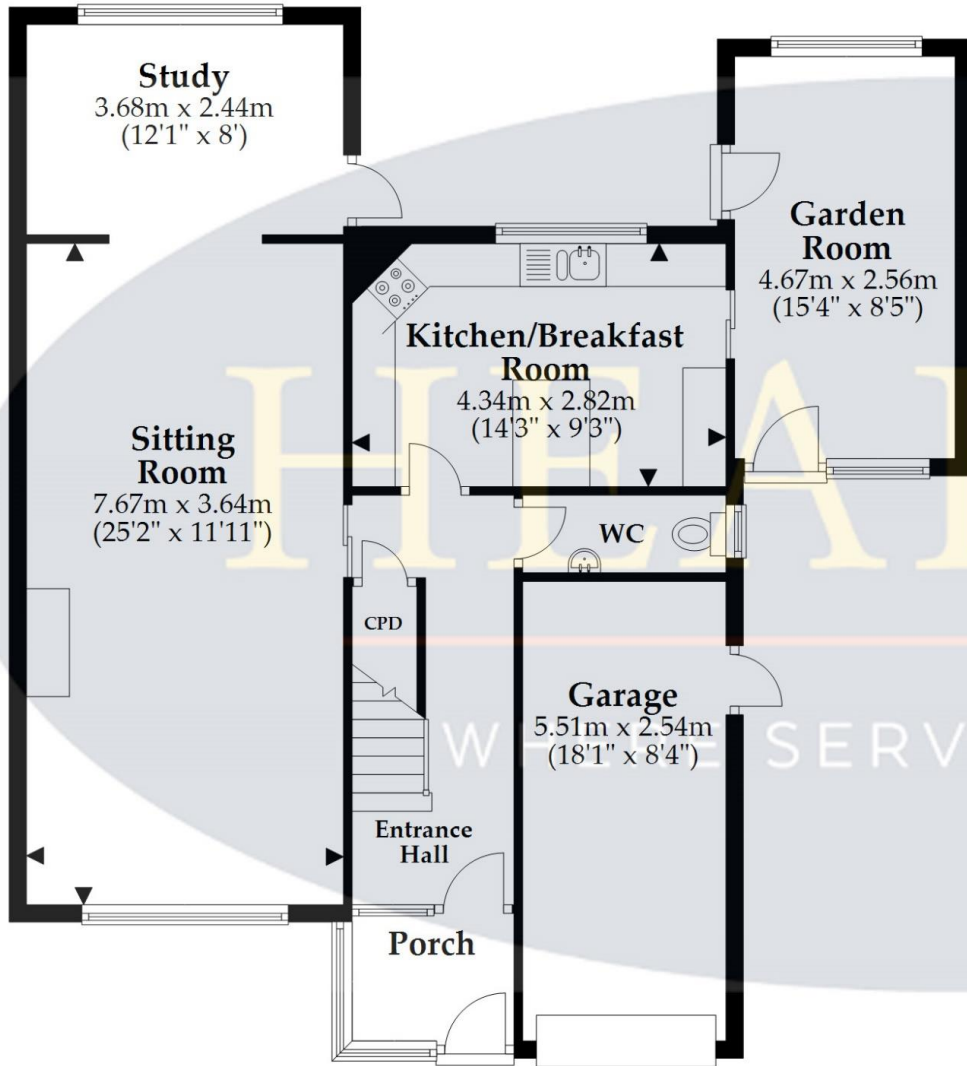 Study
3.68m x 2.44m
(12'1" x 8')
Garden
Room
4.67m x 2.56m
(15'4" x 8'5")
Kitchen/Breakfast
Room
4.34m x 2.82m
(14'3" x 9'3")
Sitting
Room
7.67m x 3.64m
(25'2" x 11'11")
WC
CPD
Garage
5.51m x 2.54m
(18'1" x 8'4")
Entrance
Hall
Porch
WHERE SERV